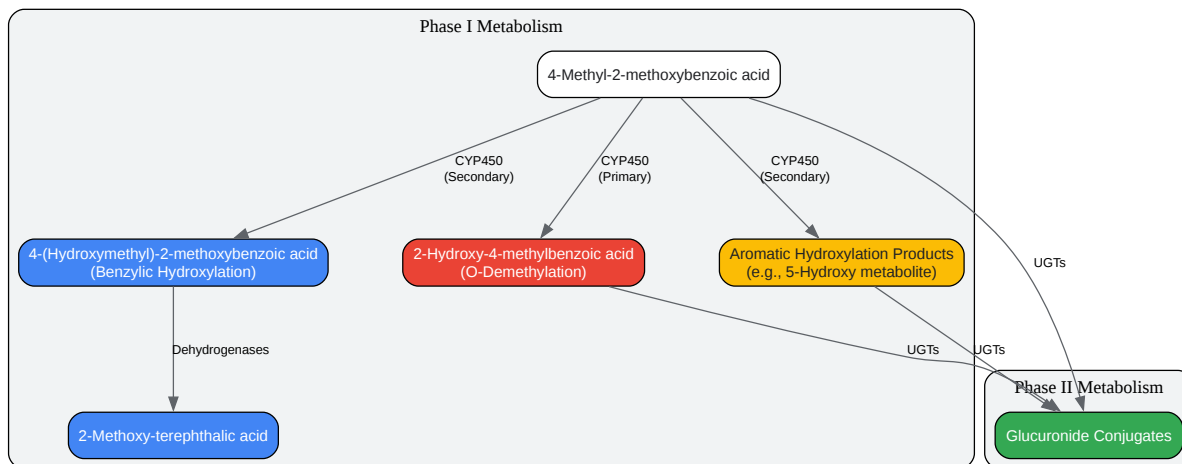 Phase I Metabolism
4-Methyl-2-methoxybenzoic acid
CYP450
(Secondary)
CYP450
(Primary)
CYP450
(Secondary)
4-(Hydroxymethyl)-2-methoxybenzoic acid
(Benzylic Hydroxylation)
2-Hydroxy-4-methylbenzoic acid
(O-Demethylation)
Aromatic Hydroxylation Products
(e.g., 5-Hydroxy metabolite)
UGTs
Dehydrogenases
UGTs
UGTs
Phase II Metabolism
2-Methoxy-terephthalic acid
Glucuronide Conjugates